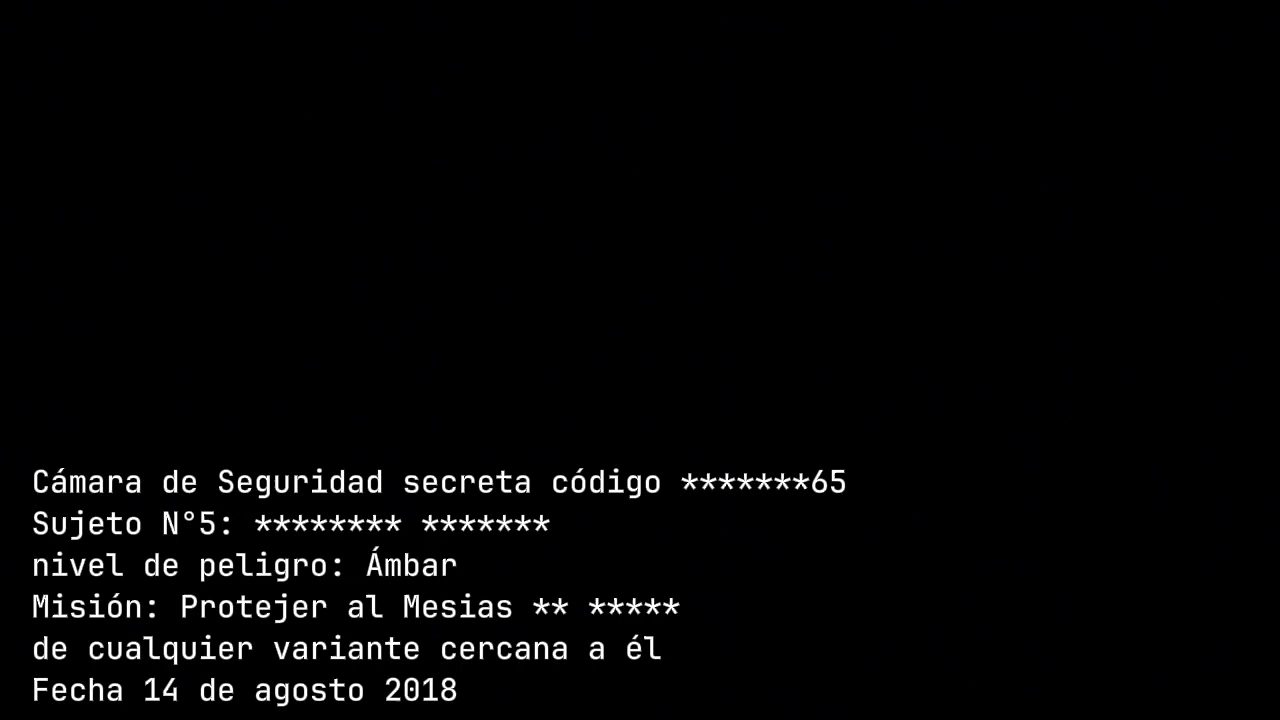 Cámara de Seguridad secreta código *******65
Sujeto N°5: ******** *******
nivel de peligro: Ámbar
Misión: Protejer al Mesias ** *****
de cualquier variante cercana a él
Fecha 14 de agosto 2018